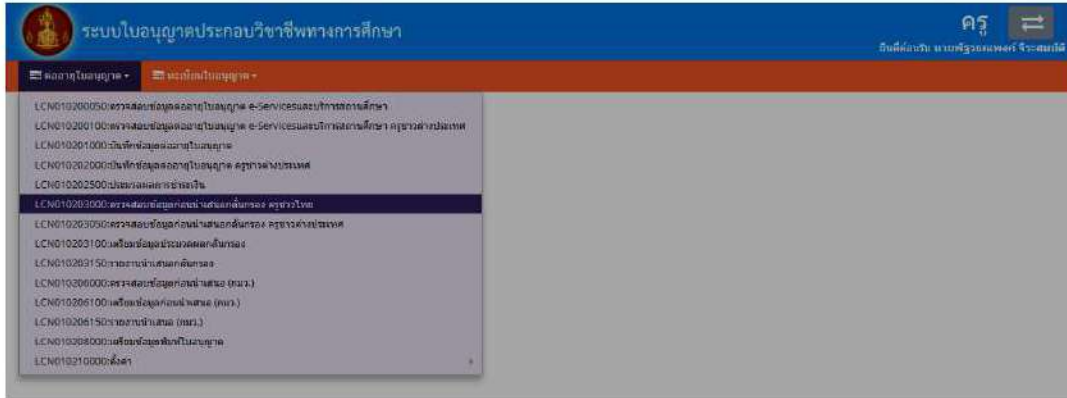 ระบบใบอนุญาตประกอบวิชาชีพทางการศึกษา
ครู
ยินดีต้อนรับ
ต่ออายุใบอนุญาต
ทะเบียนใบอนุญาต
LCN010200050:ตรวจสอบข้อมูลต่ออายุใบอนุญาต e-Servicesและบริการสถานศึกษา
LCN010200100:ตรวจสอบข้อมูลต่ออายุใบอนุญาต e-Servicesและบริการสถานศึกษา ครูชาวต่างประเทศ
LCN010201000:บันทึกข้อมูลต่ออายุใบอนุญาต
LCN010202000:บันทึกข้อมูลต่ออายุใบอนุญาต ครูชาวต่างประเทศ
LCN010202500:ประมวลผลการชำระเงิน
LCN010203000:ตรวจสอบข้อมูลก่อนนำเสนอกลั่นกรอง ครูชาวไทย
LCN010203050:ตรวจสอบข้อมูลก่อนนำเสนอกลั่นกรอง ครูชาวต่างประเทศ
LCN010203100:เตรียมข้อมูลประมวลผลกลั่นกรอง
LCN010203150:รายงานนำเสนอกลั่นกรอง
LCN010206000:ตรวจสอบข้อมูลก่อนนำเสนอ (กมว.)
LCN010206100:เตรียมข้อมูลก่อนนำเสนอ (กมว.)
LCN010206150:รายงานนำเสนอ (กมว.)
LCN010208000:เตรียมข้อมูลพิมพ์ใบอนุญาต
LCN010210000:ตั้งค่า